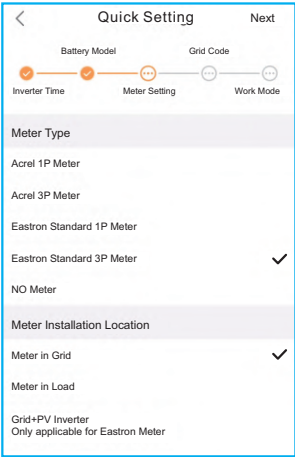 Quick Setting
Next
Battery Model
Grid Code
Inverter Time
Meter Setting
Work Mode
Meter Type
Acrel 1P Meter
Acrel 3P Meter
Eastron Standard 1P Meter
Eastron Standard 3P Meter
NO Meter
Meter Installation Location
Meter in Grid
Meter in Load
Grid+PV Inverter
Only applicable for Eastron Meter